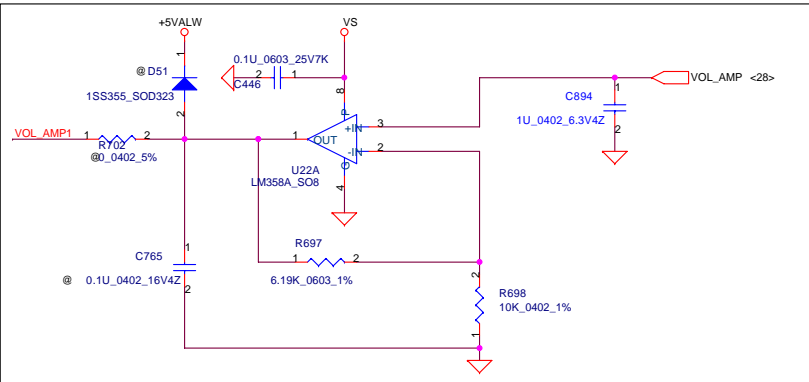 +5VALW
VS
1
@
D51
1SS355_SOD323
2
0.1U_0603_25V7K
2
1
C446
8
P
VOL_AMP <28>
C894
1
1U_0402_6.3V4Z
2
VOL_AMP1
1
2
R702
@0_0402_5%
1
OUT
+IN
3
-IN
2
G
4
U22A
LM358A_SO8
C765
1
@
0.1U_0402_16V4Z
2
R697
1
2
6.19K_0603_1%
2
R698
10K_0402_1%
1